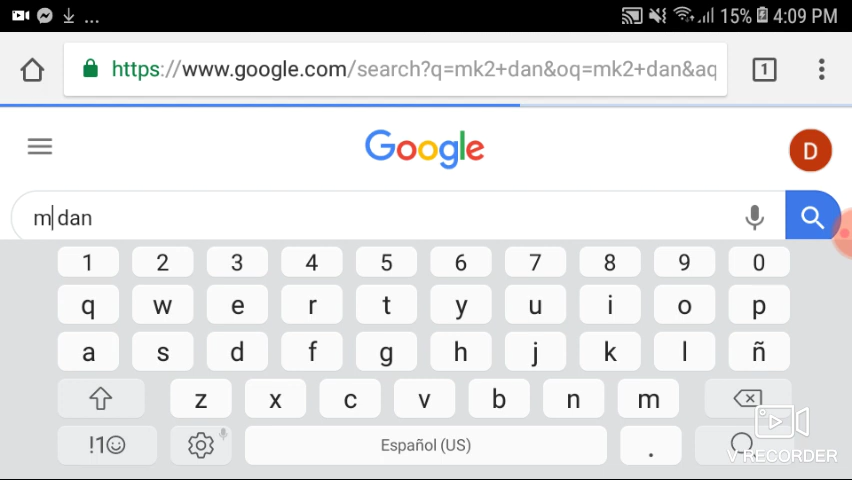 ... 15% 4:09 PM
https://www.google.com/search?q=mk2+dan&oq=mk2+dan&aq 1
Google D
m dan
1 2 3 4 5 6 7 8 9 0
q w e r t y u i o p
a s d f g h j k l ñ
z x c v b n m
!1☺ Español (US) .
V RECORDER